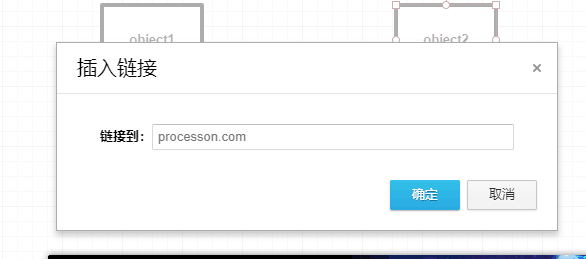 object1
object2
插入链接
×
链接到: processon.com
确定
取消